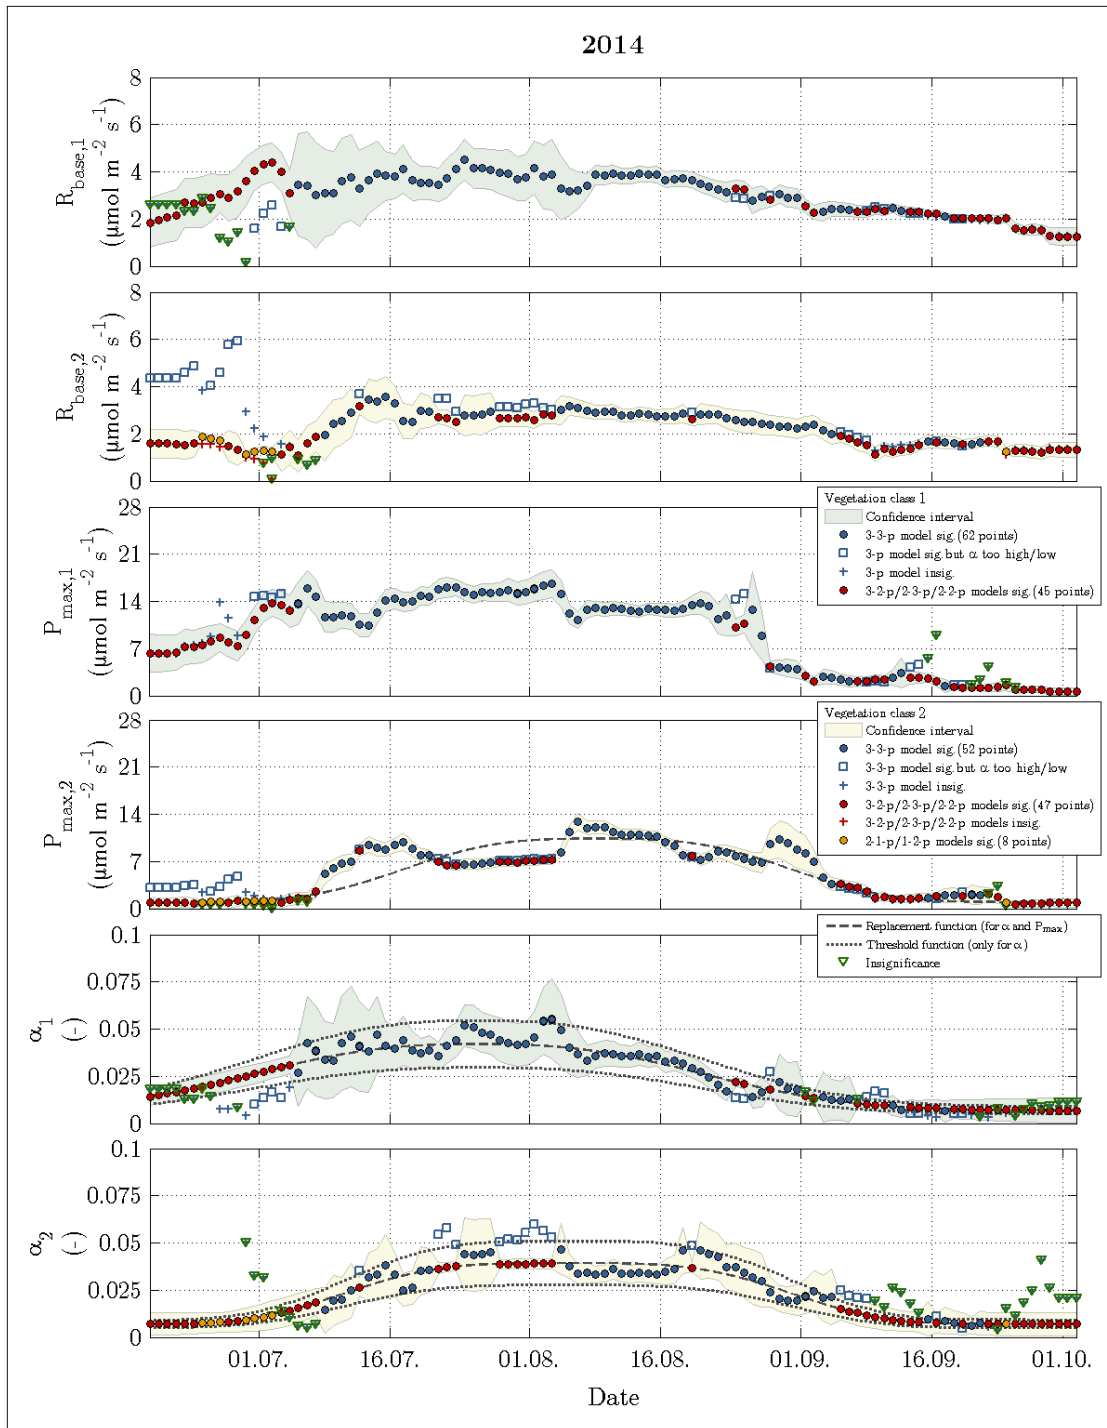 2014
8
6
4
2
0
R_base,1
(µmol m^-2 s^-1)
8
6
4
2
0
R_base,2
(µmol m^-2 s^-1)
28
21
14
7
0
P_max,1
(µmol m^-2 s^-1)
Vegetation class 1
Confidence interval
3-3-p model sig. (62 points)
3-p model sig. but α too high/low
3-p model insig.
3-2-p/2-3-p/2-2-p models sig. (45 points)
28
21
14
7
0
P_max,2
(µmol m^-2 s^-1)
Vegetation class 2
Confidence interval
3-3-p model sig. (52 points)
3-3-p model sig. but α too high/low
3-3-p model insig.
3-2-p/2-3-p/2-2-p models sig. (47 points)
3-2-p/2-3-p/2-2-p models insig.
2-1-p/1-2-p models sig. (8 points)
Replacement function (for α and P_max)
Threshold function (only for α)
Insignificance
0.1
0.075
0.05
0.025
0
α_1
(-)
0.1
0.075
0.05
0.025
0
α_2
(-)
01.07. 16.07. 01.08. 16.08. 01.09. 16.09. 01.10.
Date